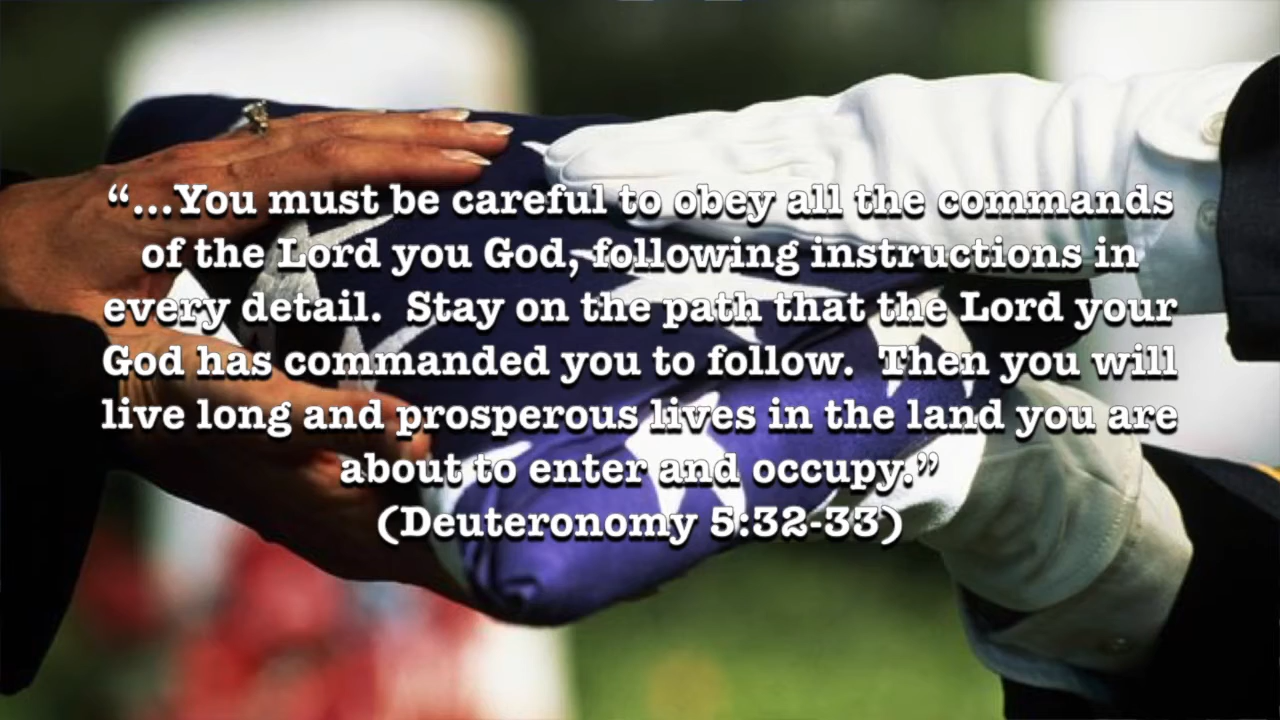 “...You must be careful to obey all the commands
of the Lord you God, following instructions in
every detail.  Stay on the path that the Lord your
God has commanded you to follow.  Then you will
live long and prosperous lives in the land you are
about to enter and occupy.”
(Deuteronomy 5:32-33)